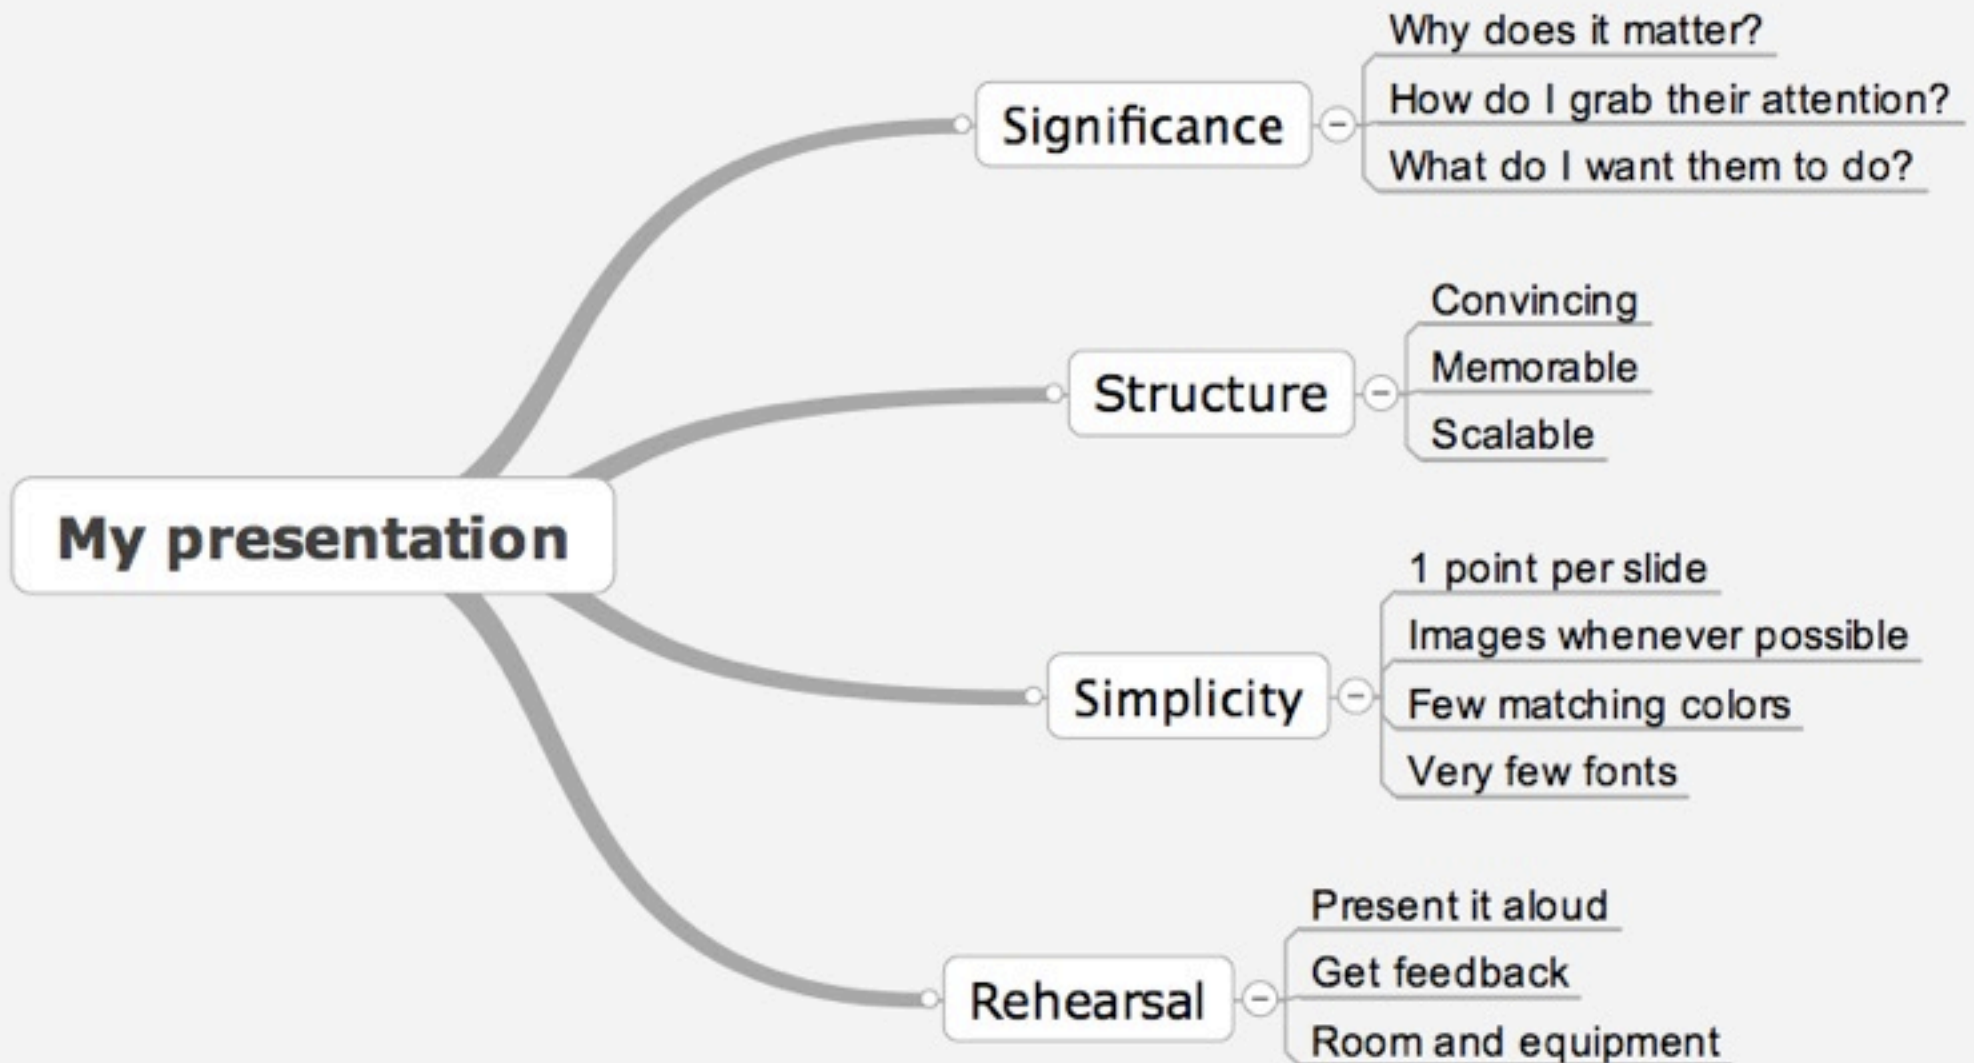 My presentation
Significance
Why does it matter?
How do I grab their attention?
What do I want them to do?
Structure
Convincing
Memorable
Scalable
Simplicity
1 point per slide
Images whenever possible
Few matching colors
Very few fonts
Rehearsal
Present it aloud
Get feedback
Room and equipment